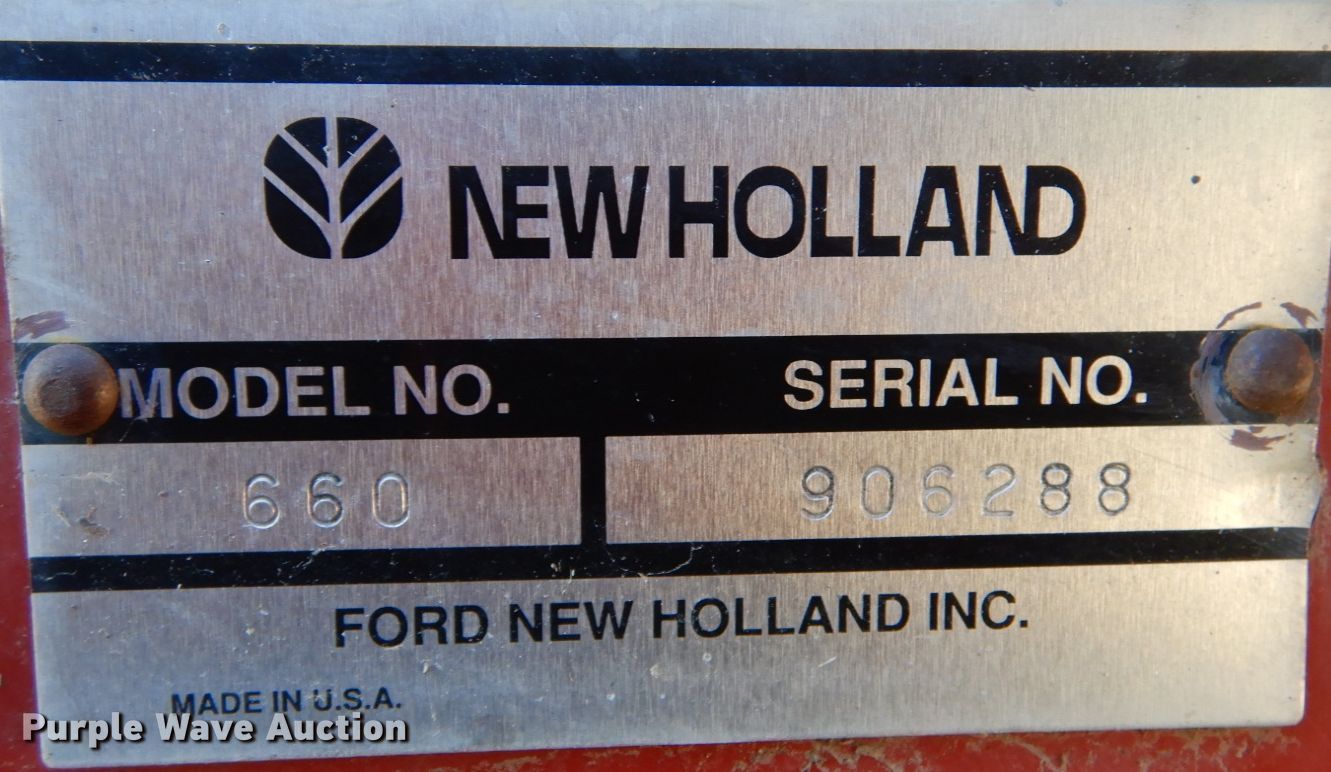 NEW HOLLAND
MODEL NO. SERIAL NO.
660 906288
FORD NEW HOLLAND INC.
MADE IN U.S.A.
Purple Wave Auction